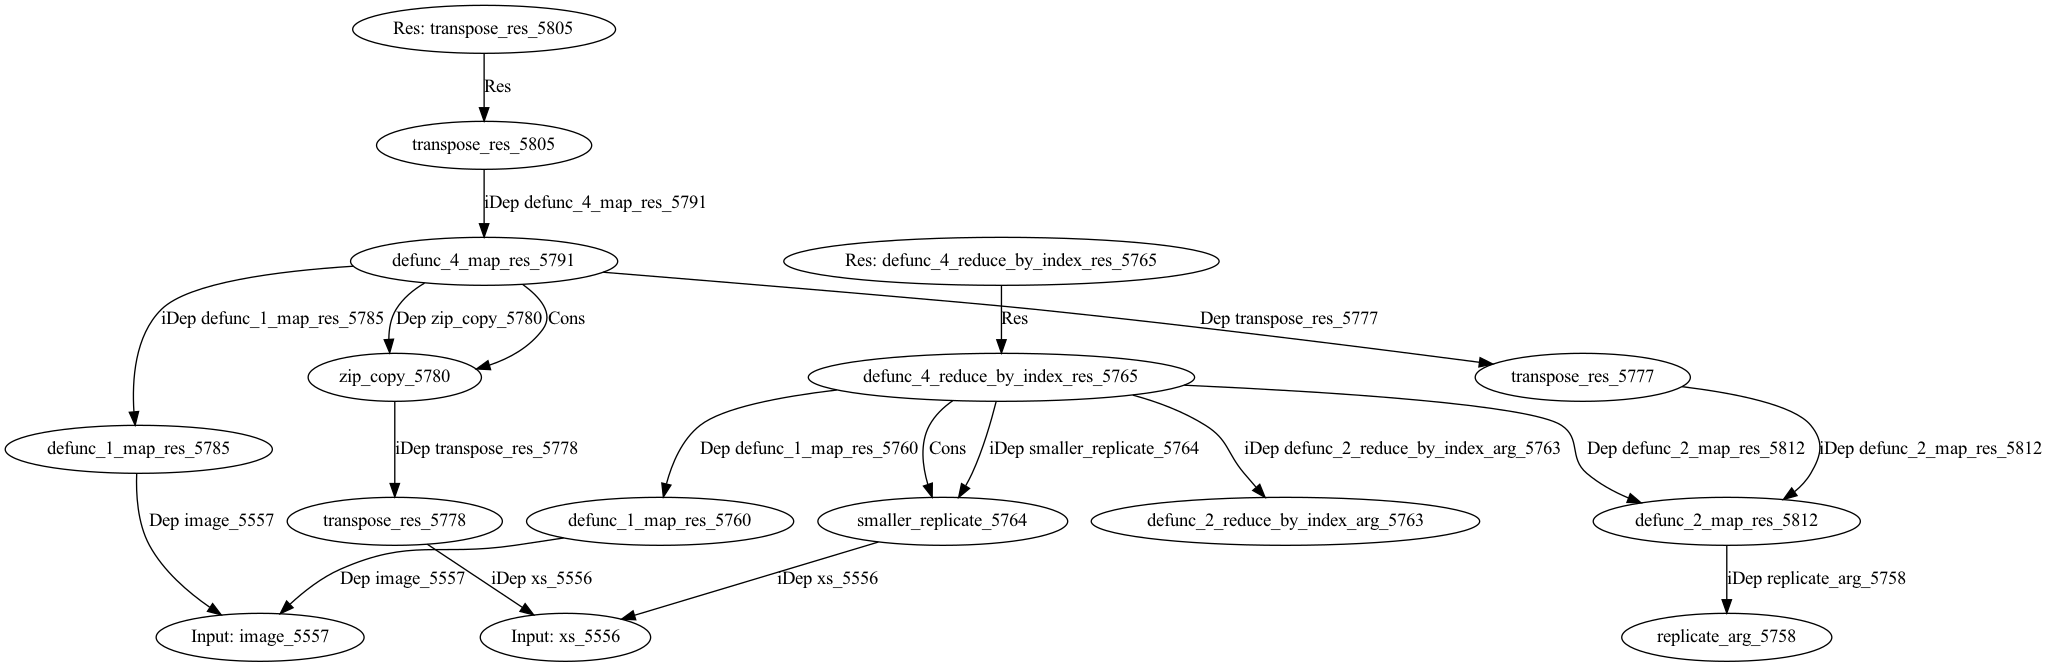 Res: transpose_res_5805
Res
transpose_res_5805
iDep defunc_4_map_res_5791
defunc_4_map_res_5791
Res: defunc_4_reduce_by_index_res_5765
iDep defunc_1_map_res_5785
Dep zip_copy_5780
Cons
Res
Dep transpose_res_5777
zip_copy_5780
defunc_4_reduce_by_index_res_5765
transpose_res_5777
defunc_1_map_res_5785
iDep transpose_res_5778
Dep defunc_1_map_res_5760
Cons
iDep smaller_replicate_5764
iDep defunc_2_reduce_by_index_arg_5763
Dep defunc_2_map_res_5812
iDep defunc_2_map_res_5812
Dep image_5557
transpose_res_5778
defunc_1_map_res_5760
smaller_replicate_5764
defunc_2_reduce_by_index_arg_5763
defunc_2_map_res_5812
Dep image_5557
iDep xs_5556
iDep xs_5556
iDep replicate_arg_5758
Input: image_5557
Input: xs_5556
replicate_arg_5758